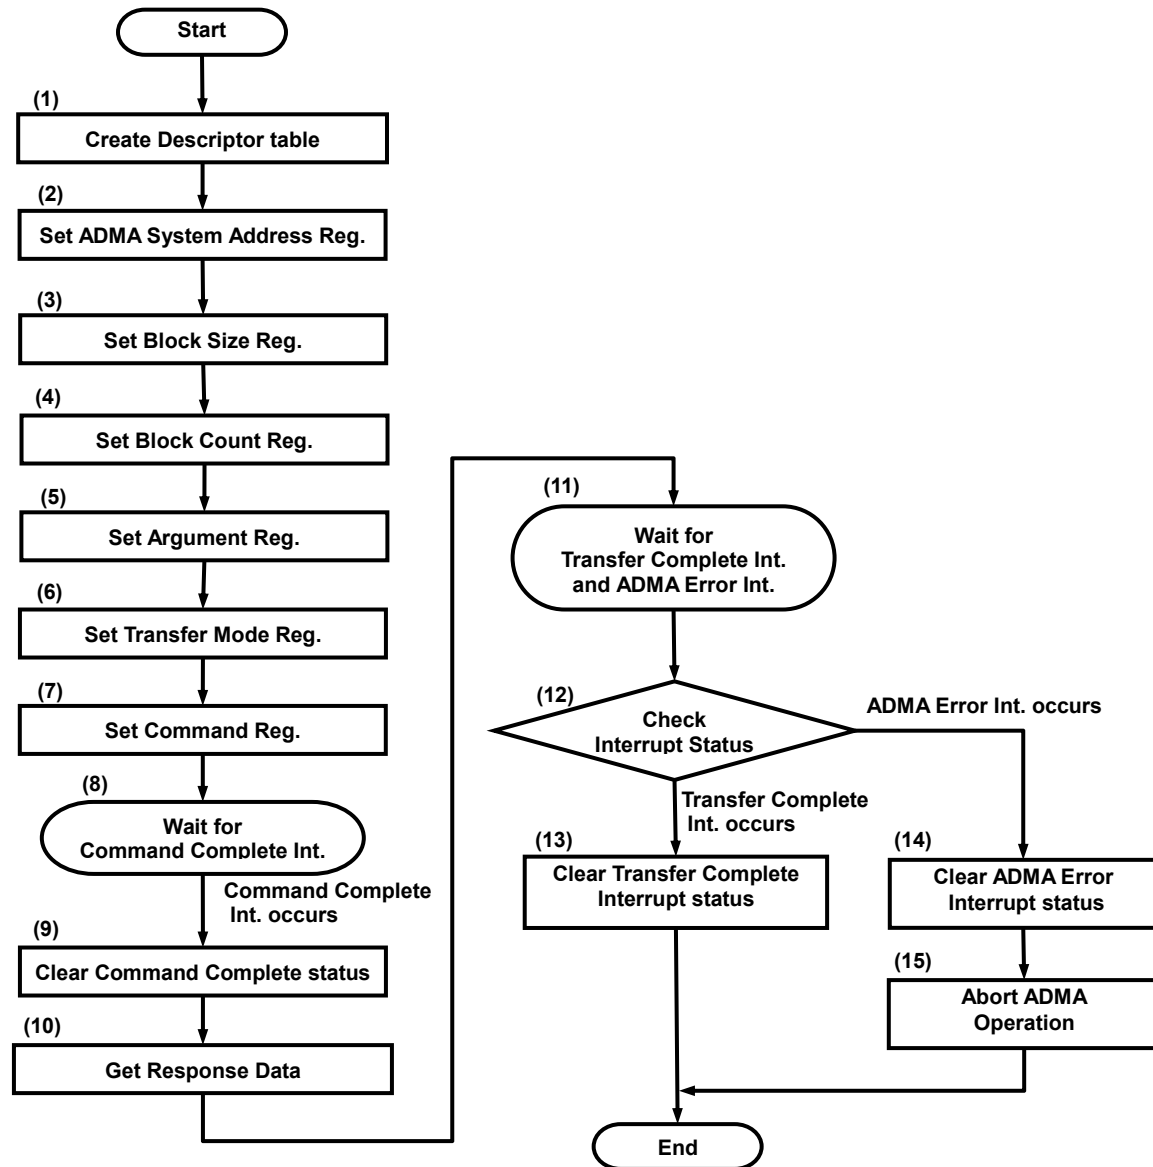 Start
(1)
Create Descriptor table
(2)
Set ADMA System Address Reg.
(3)
Set Block Size Reg.
(4)
Set Block Count Reg.
(5)
Set Argument Reg.
(6)
Set Transfer Mode Reg.
(7)
Set Command Reg.
(8)
Wait for
Command Complete Int.
Command Complete
Int. occurs
(9)
Clear Command Complete status
(10)
Get Response Data
(11)
Wait for
Transfer Complete Int.
and ADMA Error Int.
(12)
Check
Interrupt Status
ADMA Error Int. occurs
Transfer Complete
Int. occurs
(13)
Clear Transfer Complete
Interrupt status
(14)
Clear ADMA Error
Interrupt status
(15)
Abort ADMA
Operation
End